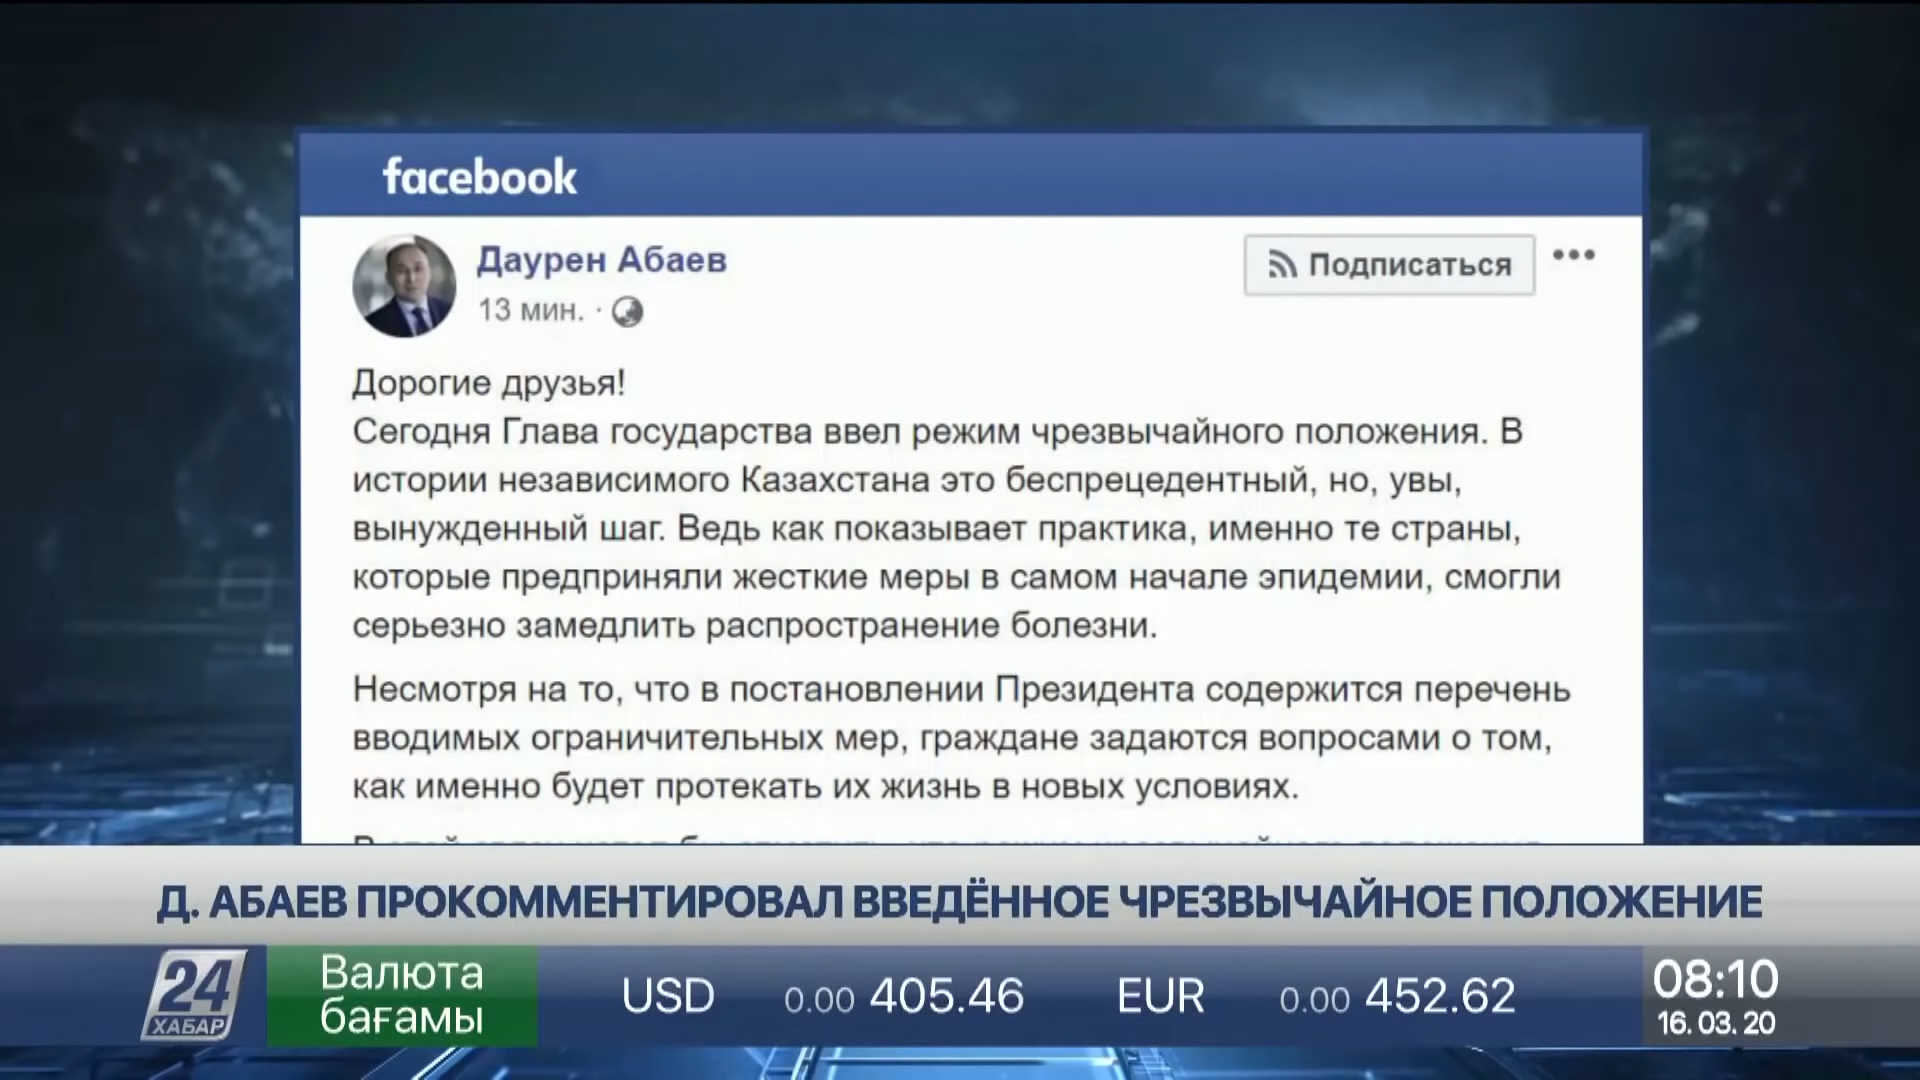 facebook
Даурен Абаев
13 мин. ·
Подписаться
Дорогие друзья!
Сегодня Глава государства ввел режим чрезвычайного положения. В
истории независимого Казахстана это беспрецедентный, но, увы,
вынужденный шаг. Ведь как показывает практика, именно те страны,
которые предприняли жесткие меры в самом начале эпидемии, смогли
серьезно замедлить распространение болезни.
Несмотря на то, что в постановлении Президента содержится перечень
вводимых ограничительных мер, граждане задаются вопросами о том,
как именно будет протекать их жизнь в новых условиях.
Д. АБАЕВ ПРОКОММЕНТИРОВАЛ ВВЕДЁННОЕ ЧРЕЗВЫЧАЙНОЕ ПОЛОЖЕНИЕ
24
ХАБАР
Валюта
бағамы
USD 0.00 405.46 EUR 0.00 452.62
08:10
16. 03. 20